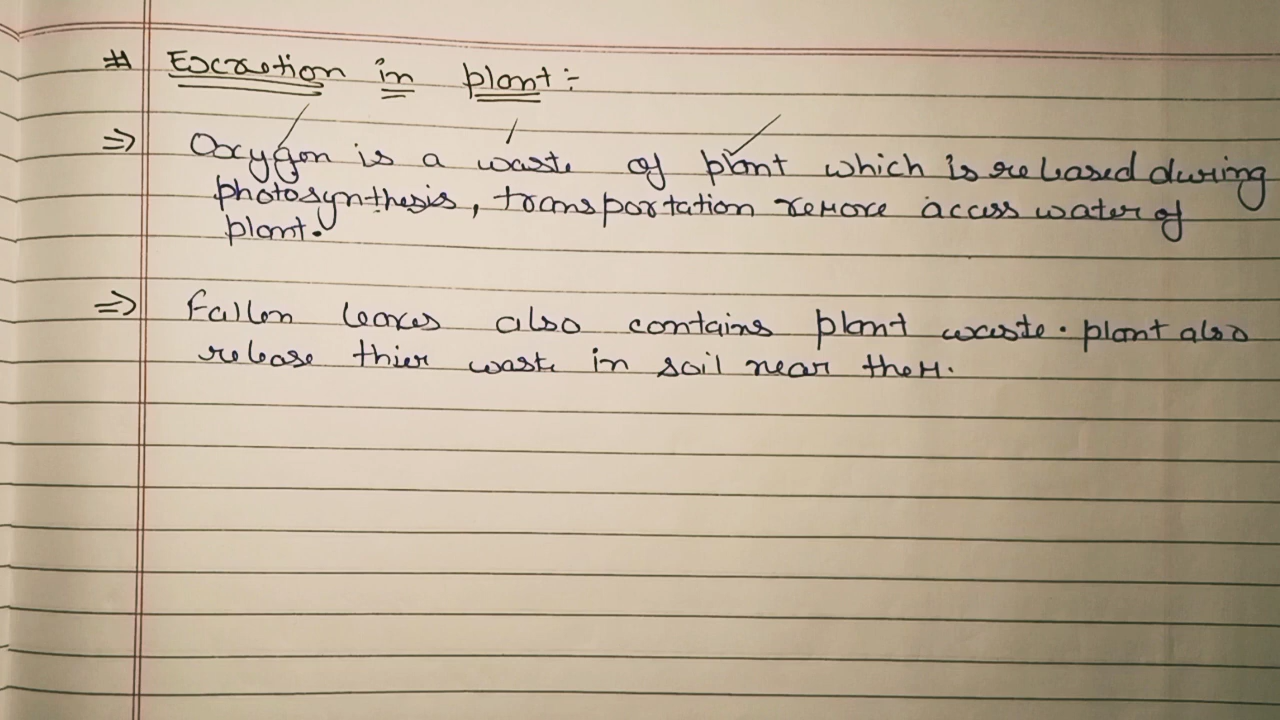 # Excretion in plant :-
⇒ Oxygen is a waste of plant which is released during
photosynthesis, transportation remove access water of
plant.
⇒ Fallen leaves also contains plant waste. plant also
release thier waste in soil near them.